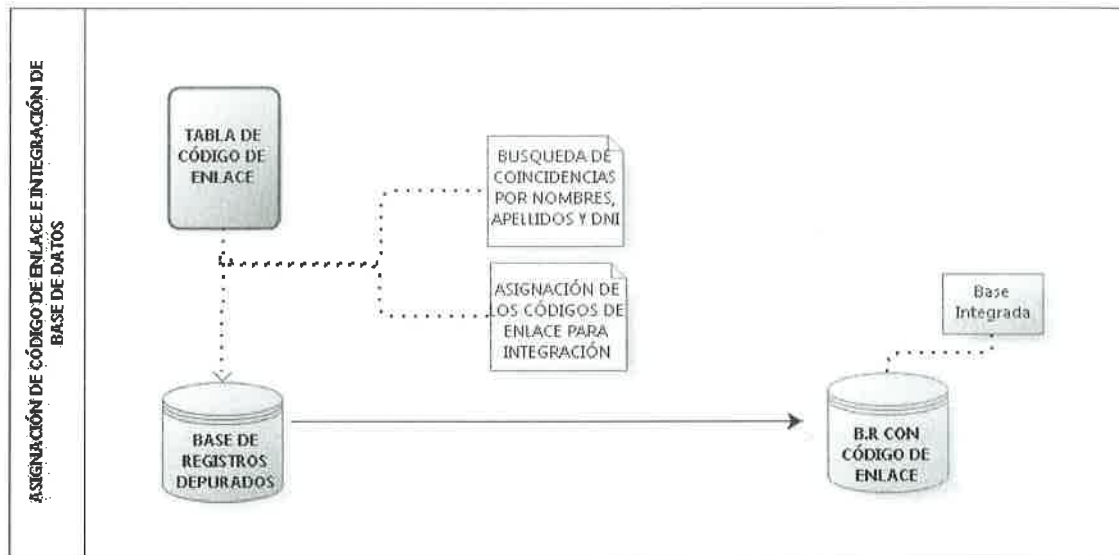 ASIGNACIÓN DE CÓDIGO DE ENLACE E INTEGRACIÓN DE
BASE DE DATOS
TABLA DE
CÓDIGO DE
ENLACE
BUSQUEDA DE
COINCIDENCIAS
POR NOMBRES,
APELLIDOS Y DNI
ASIGNACIÓN DE
LOS CÓDIGOS DE
ENLACE PARA
INTEGRACIÓN
Base
Integrada
BASE DE
REGISTROS
DEPURADOS
B.R CON
CÓDIGO DE
ENLACE